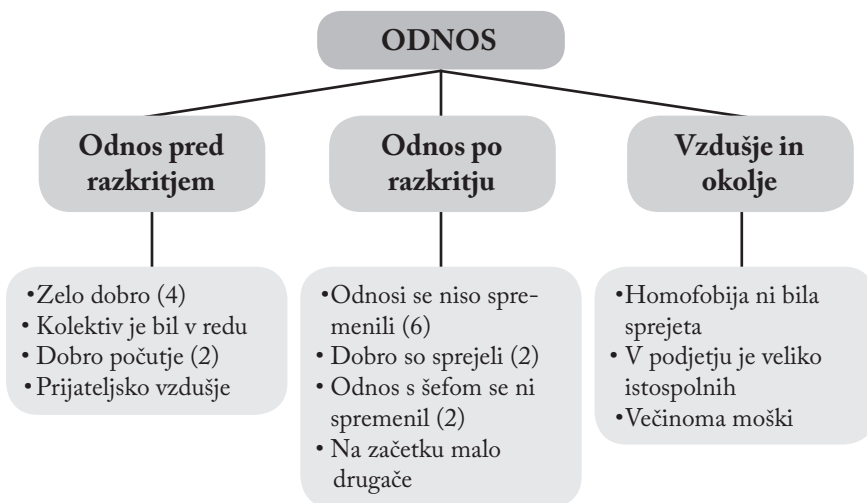 ODNOS
Odnos pred
razkritjem
Odnos po
razkritju
Vzdušje in
okolje
•Zelo dobro (4)
• Kolektiv je bil v redu
• Dobro počutje (2)
• Prijateljsko vzdušje
•Odnosi se niso spre-
menili (6)
• Dobro so sprejeli (2)
• Odnos s šefom se ni
spremenil (2)
• Na začetku malo
drugače
•Homofobija ni bila
sprejeta
• V podjetju je veliko
istospolnih
•Večinoma moški